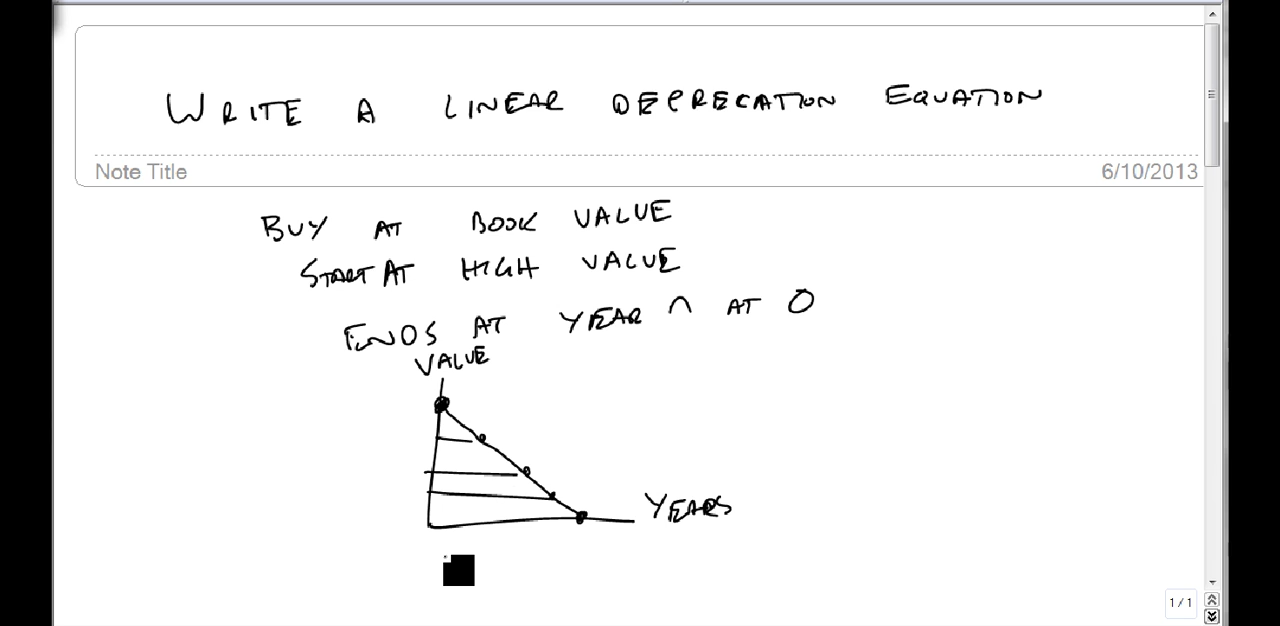 WRITE A LINEAR DEPRECATION EQUATION
Note Title
6/10/2013
BUY AT BOOK VALUE
START AT HIGH VALUE
ENDS AT YEAR n AT 0
VALUE
YEARS
1/1